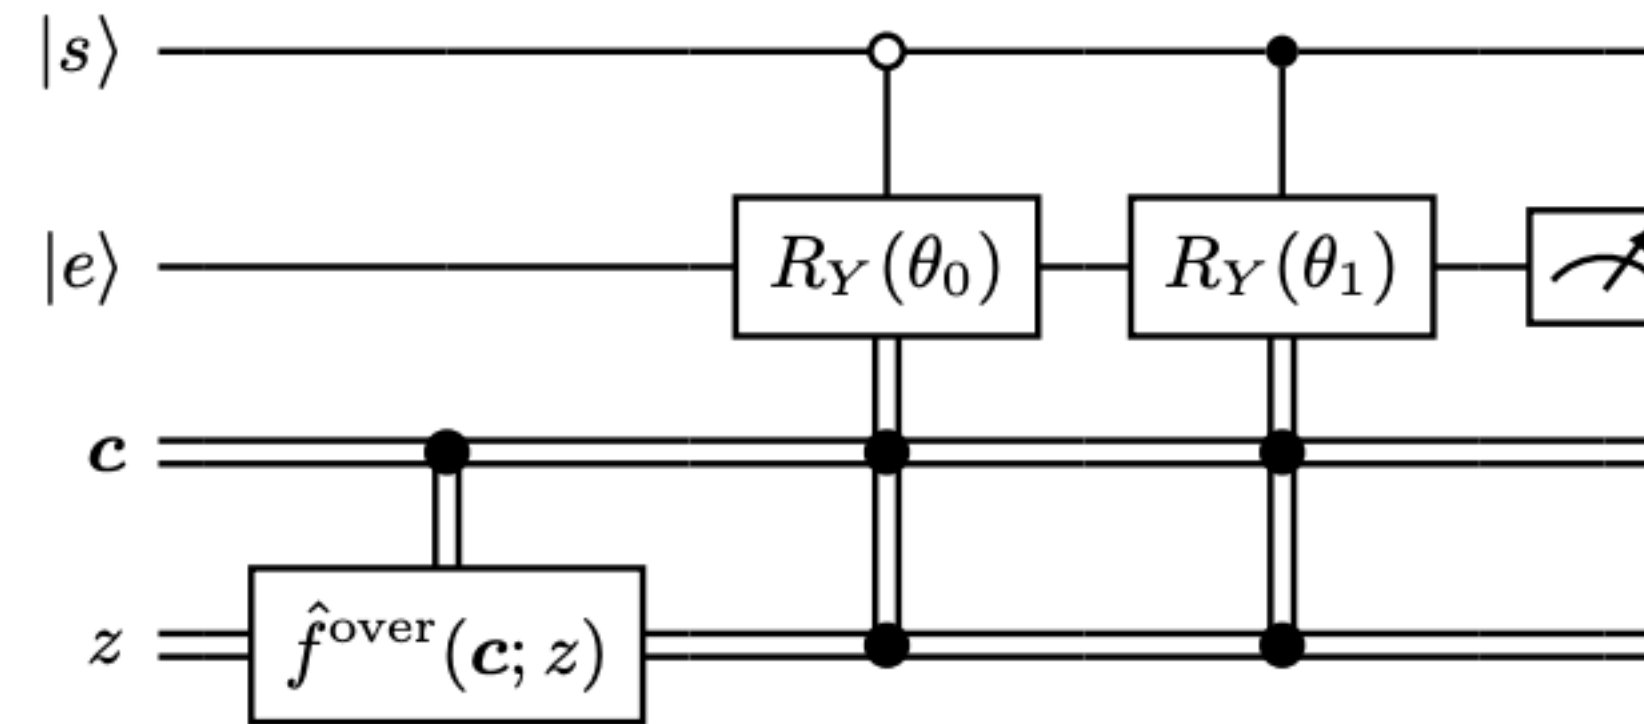 |s⟩
|e⟩ R_Y(θ_0) R_Y(θ_1)
c
z f̂^over(c; z)